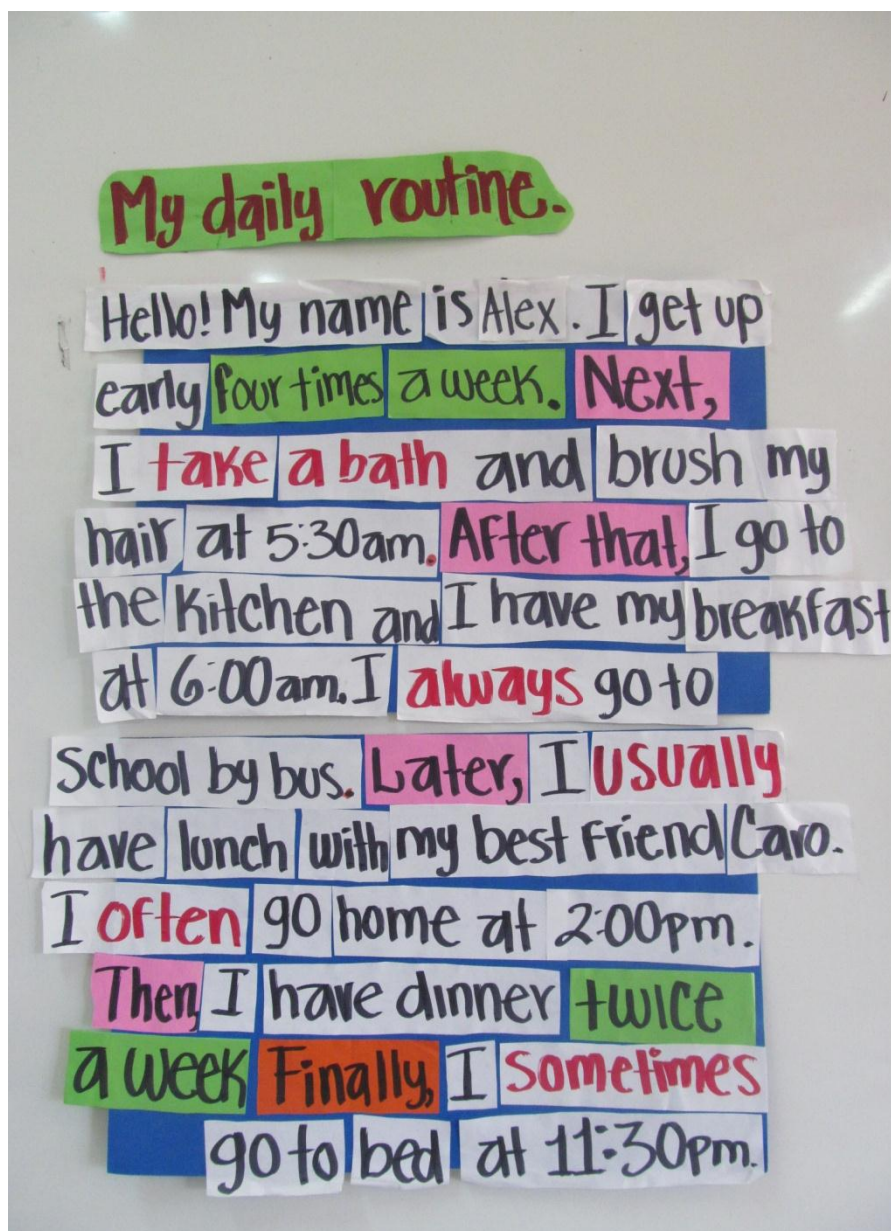 My daily routine.
Hello! My name is Alex. I get up
early four times a week. Next,
I take a bath and brush my
hair at 5:30am. After that, I go to
the kitchen and I have my breakfast
at 6:00am. I always go to
School by bus. Later, I usually
have lunch with my best friend Caro.
I often go home at 2:00pm.
Then, I have dinner twice
a week Finally, I sometimes
go to bed at 11:30pm.